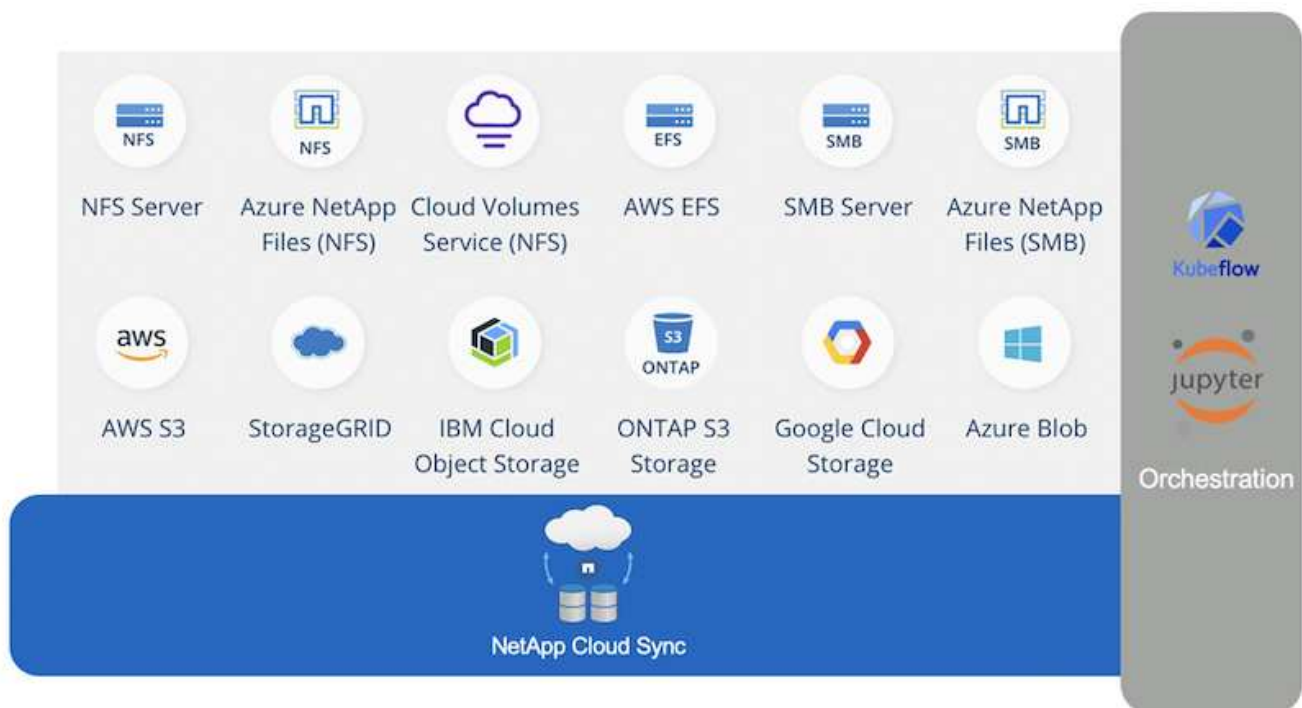 NFS
NFS
EFS
SMB
SMB
NFS Server
Azure NetApp
Files (NFS)
Cloud Volumes
Service (NFS)
AWS EFS
SMB Server
Azure NetApp
Files (SMB)
aws
S3
ONTAP
AWS S3
StorageGRID
IBM Cloud
Object Storage
ONTAP S3
Storage
Google Cloud
Storage
Azure Blob
NetApp Cloud Sync
Kubeflow
jupyter
Orchestration